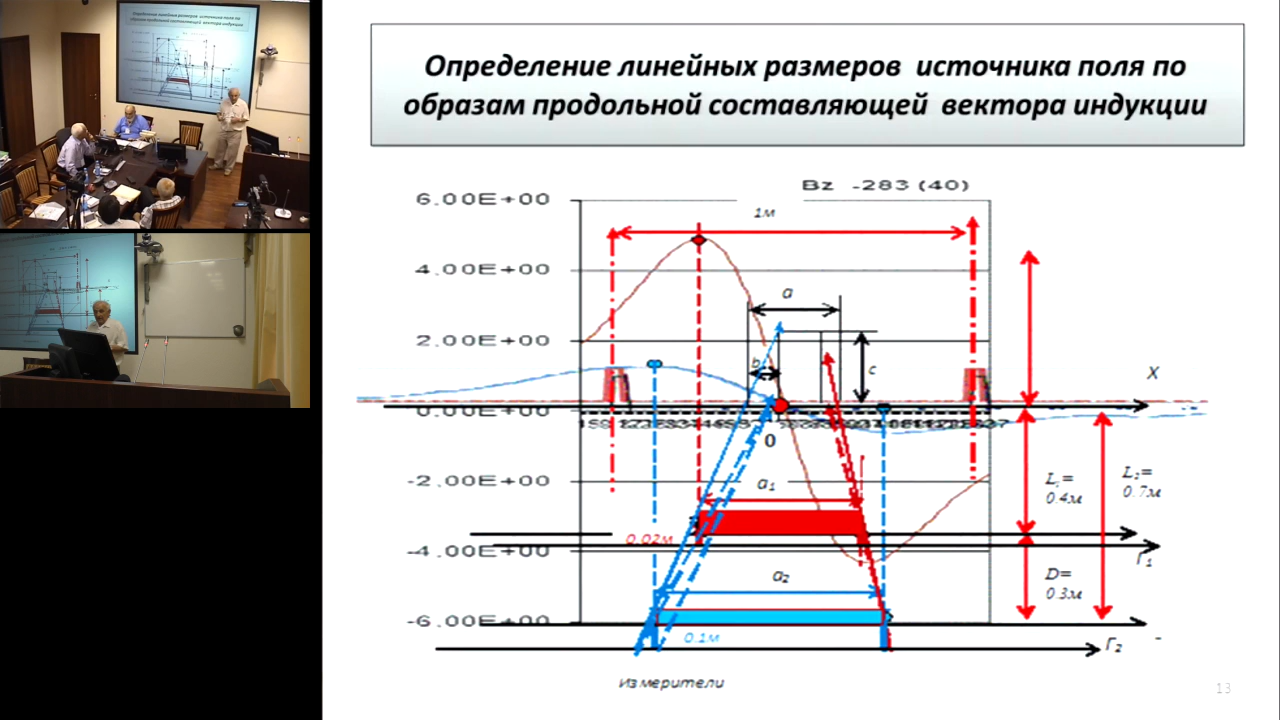 Определение линейных размеров источника поля по
образам продольной составляющей вектора индукции
Bz -283 (40)
6.00E+00
1м
4.00E+00
a
2.00E+00
b
c
X
0.00E+00
0
-2.00E+00
a₁
L₁=
0.4м
L₂=
0.7м
0.02м
-4.00E+00
Г₁
a₂
D=
0.3м
-6.00E+00
0.1м
Г₂
Измерители
13